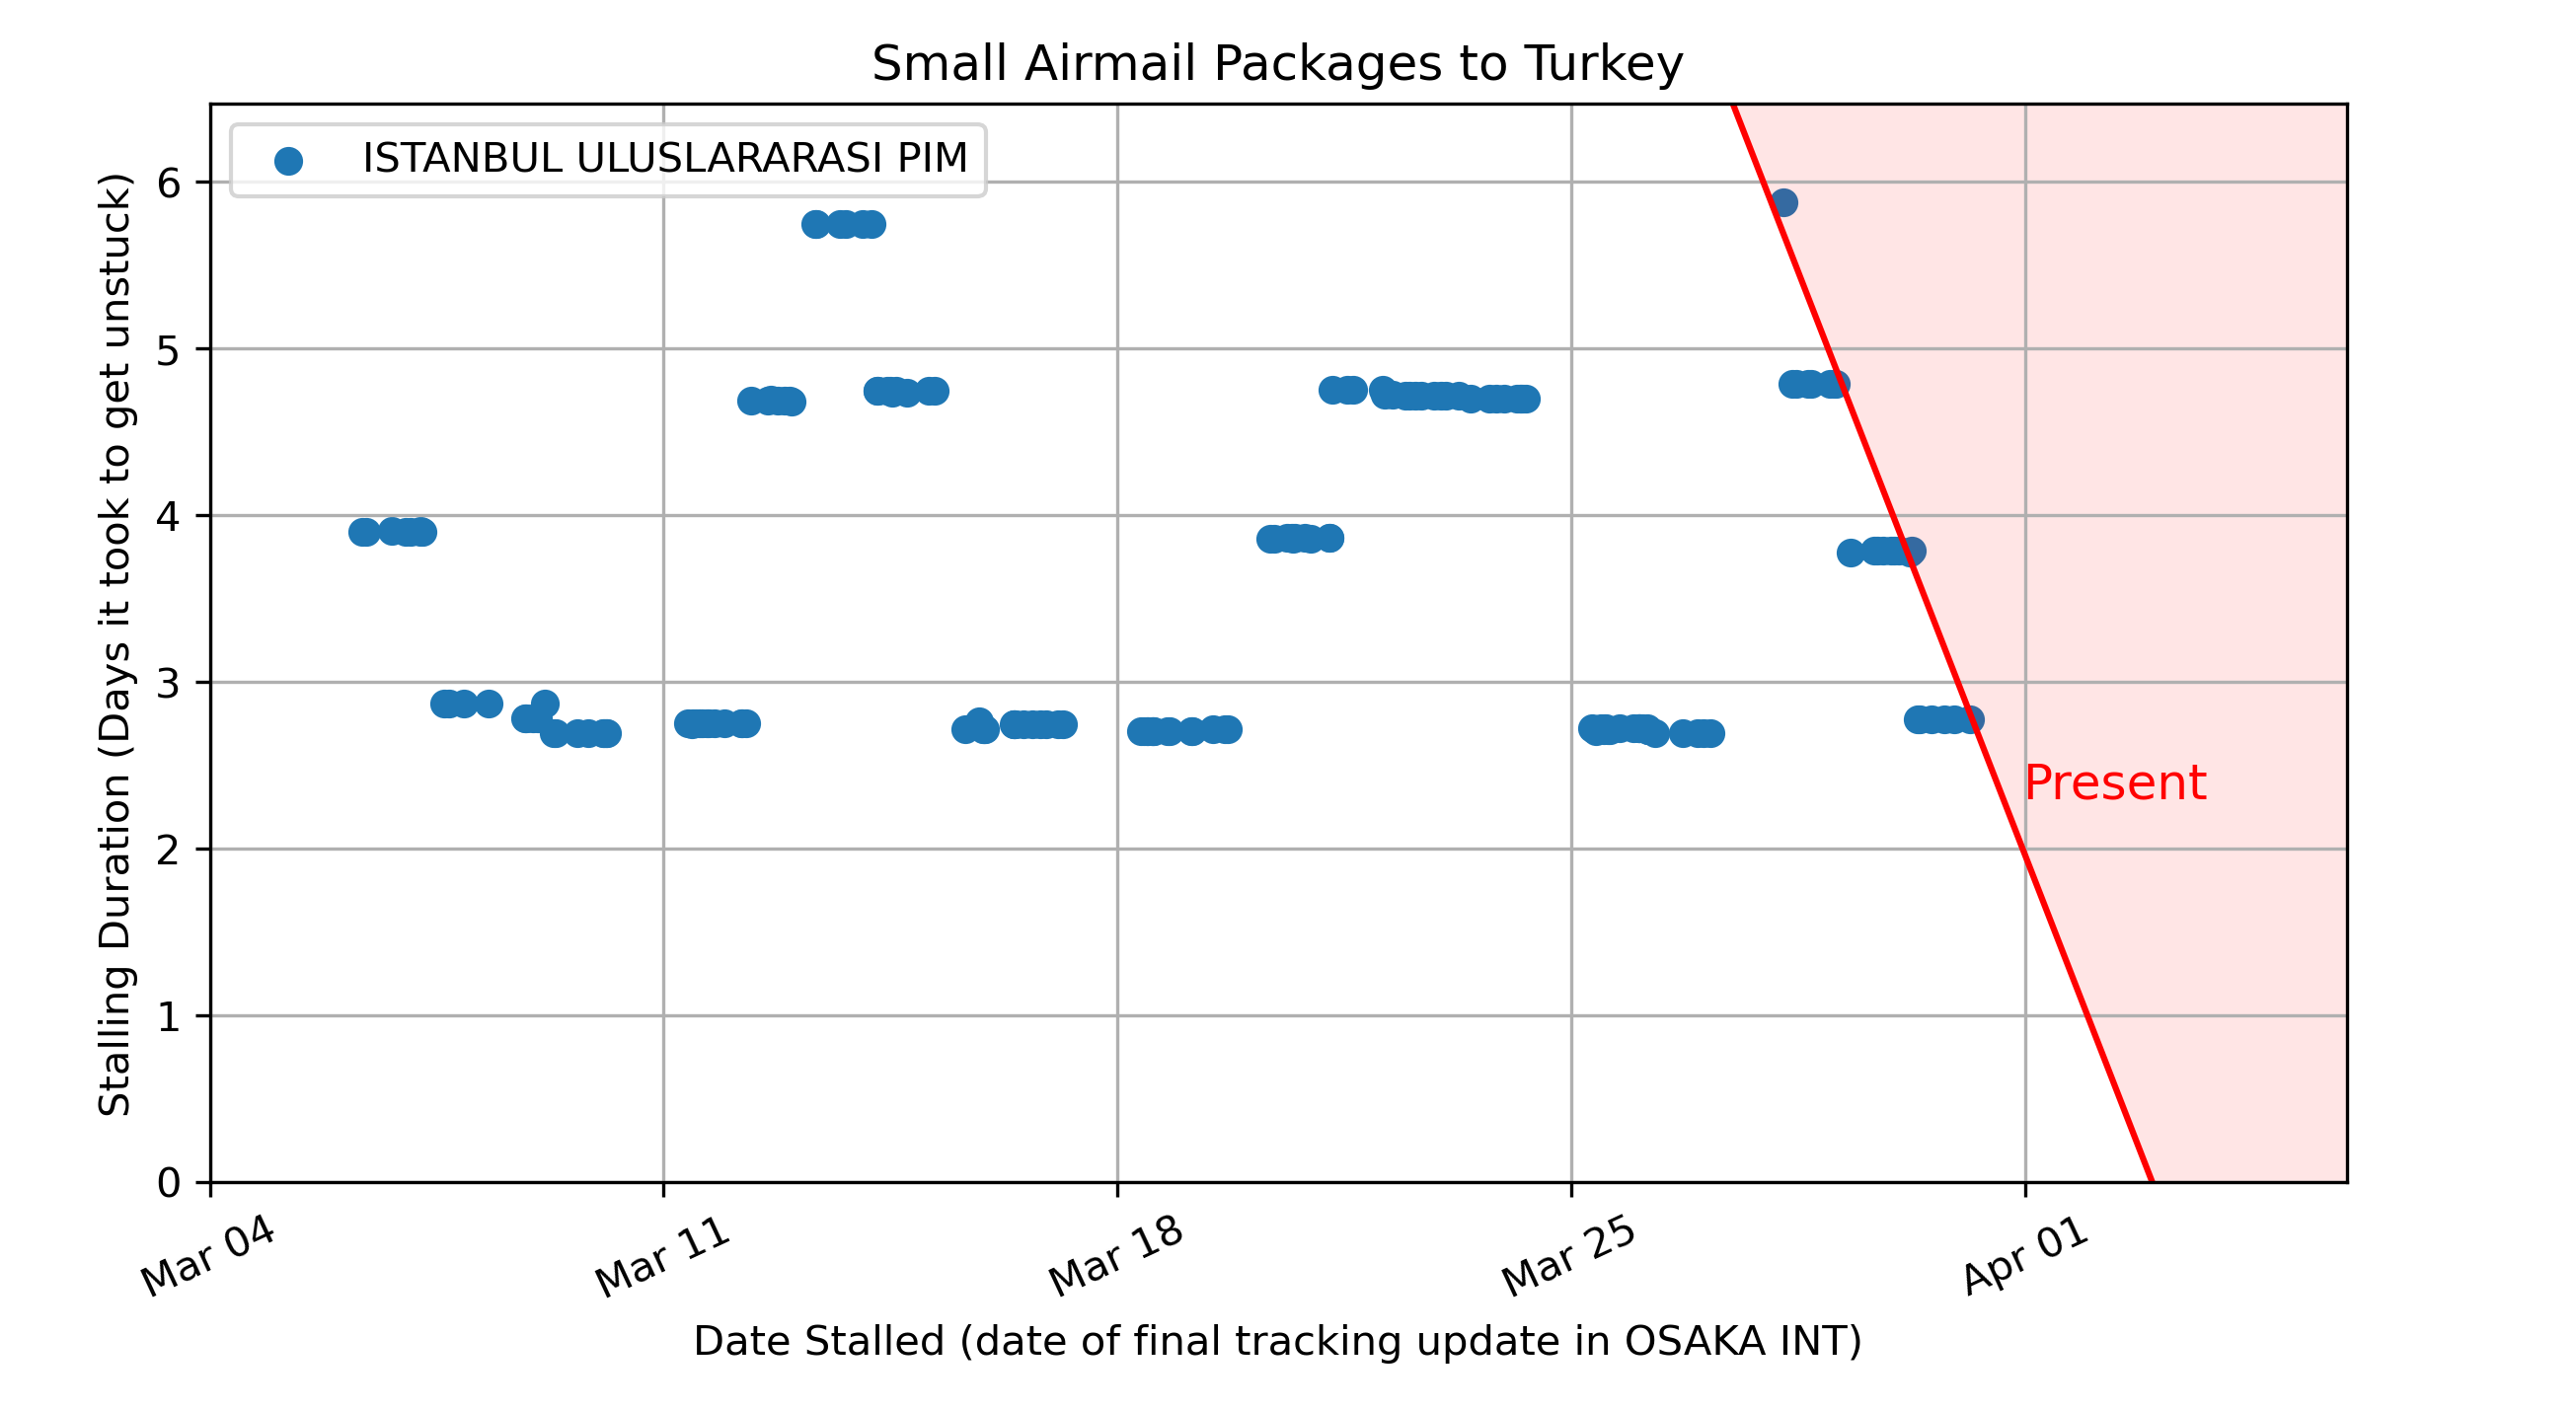 Small Airmail Packages to Turkey
ISTANBUL ULUSLARARASI PIM
Stalling Duration (Days it took to get unstuck)
6
5
4
3
2
1
0
Present
Mar 04
Mar 11
Mar 18
Mar 25
Apr 01
Date Stalled (date of final tracking update in OSAKA INT)